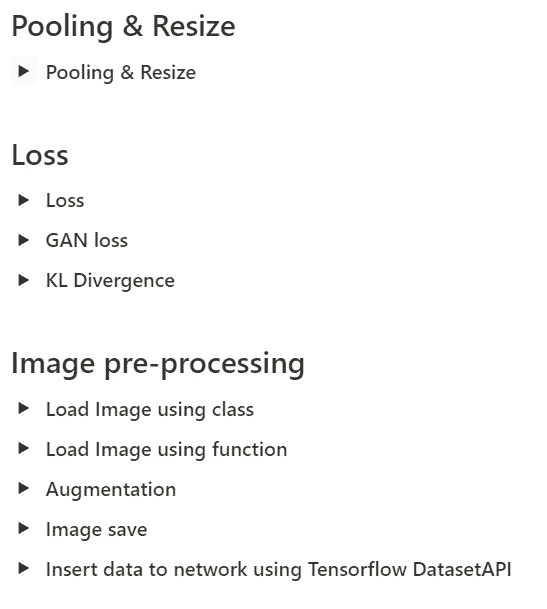 Pooling & Resize
Pooling & Resize
Loss
Loss
GAN loss
KL Divergence
Image pre-processing
Load Image using class
Load Image using function
Augmentation
Image save
Insert data to network using Tensorflow DatasetAPI